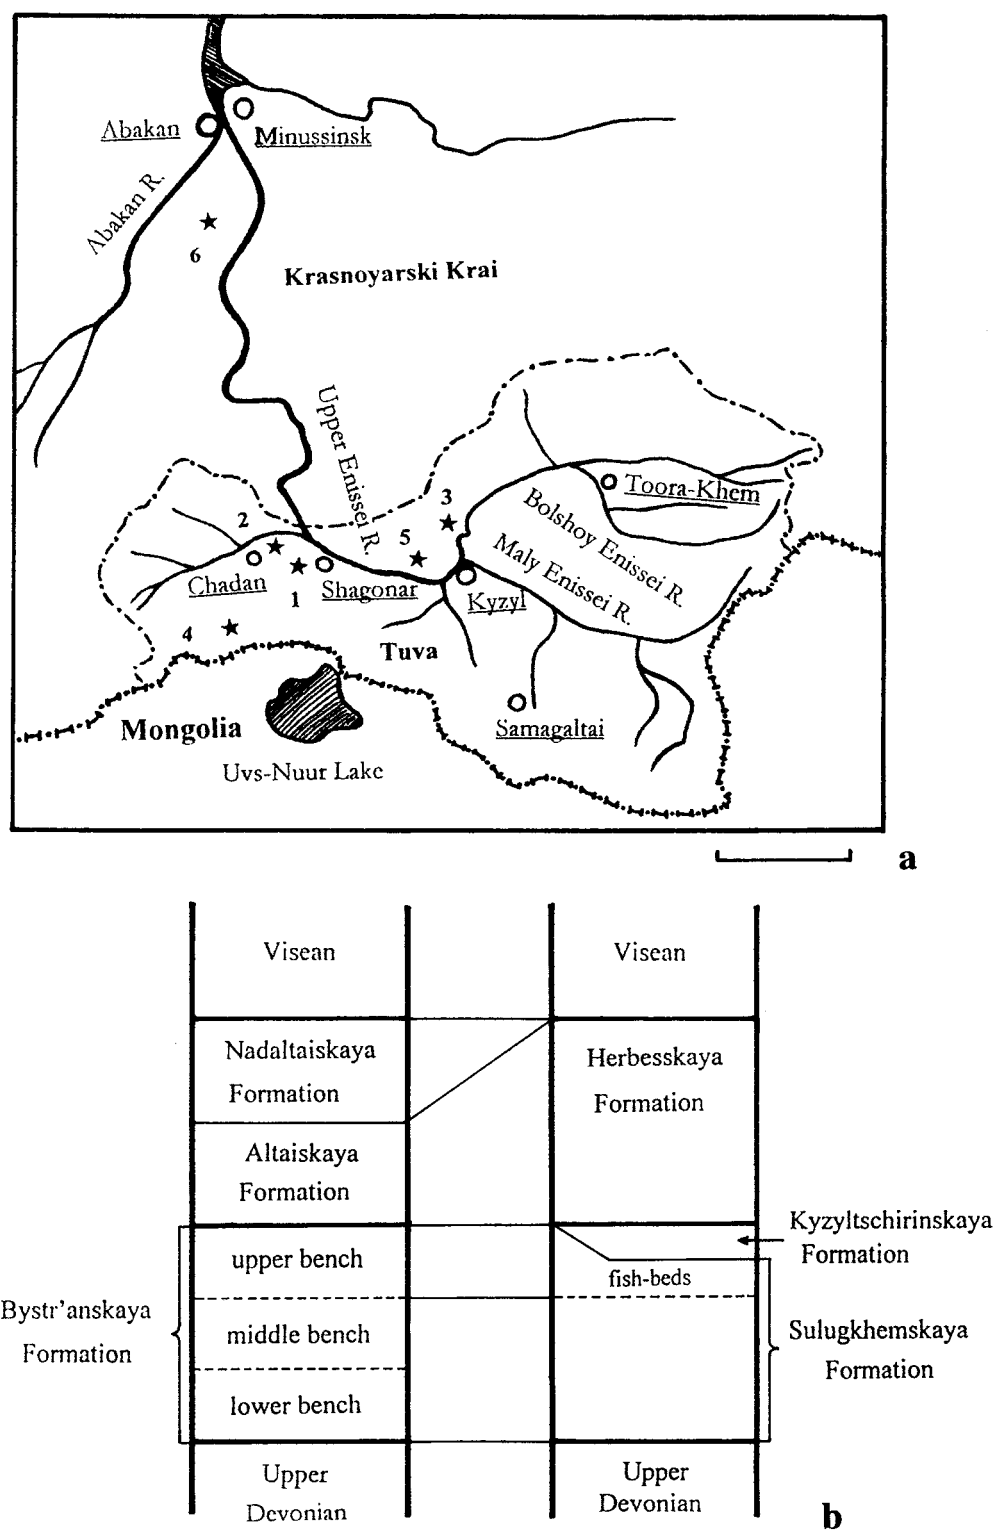 Abakan
Minussinsk
Abakan R.
6
Krasnoyarski Krai
Upper Enissei R.
3
Toora-Khem
Bolshoy Enissei R.
2
5
Maly Enissei R.
Chadan
Shagonar
1
Kyzyl
4
Tuva
Mongolia
Samagaltai
Uvs-Nuur Lake
a
Visean
Visean
Nadaltaiskaya
Formation
Herbesskaya
Formation
Altaiskaya
Formation
Kyzyltschirinskaya
Formation
upper bench
fish-beds
Bystr'anskaya
Formation
middle bench
Sulugkhemskaya
Formation
lower bench
Upper
Devonian
Upper
Devonian
b